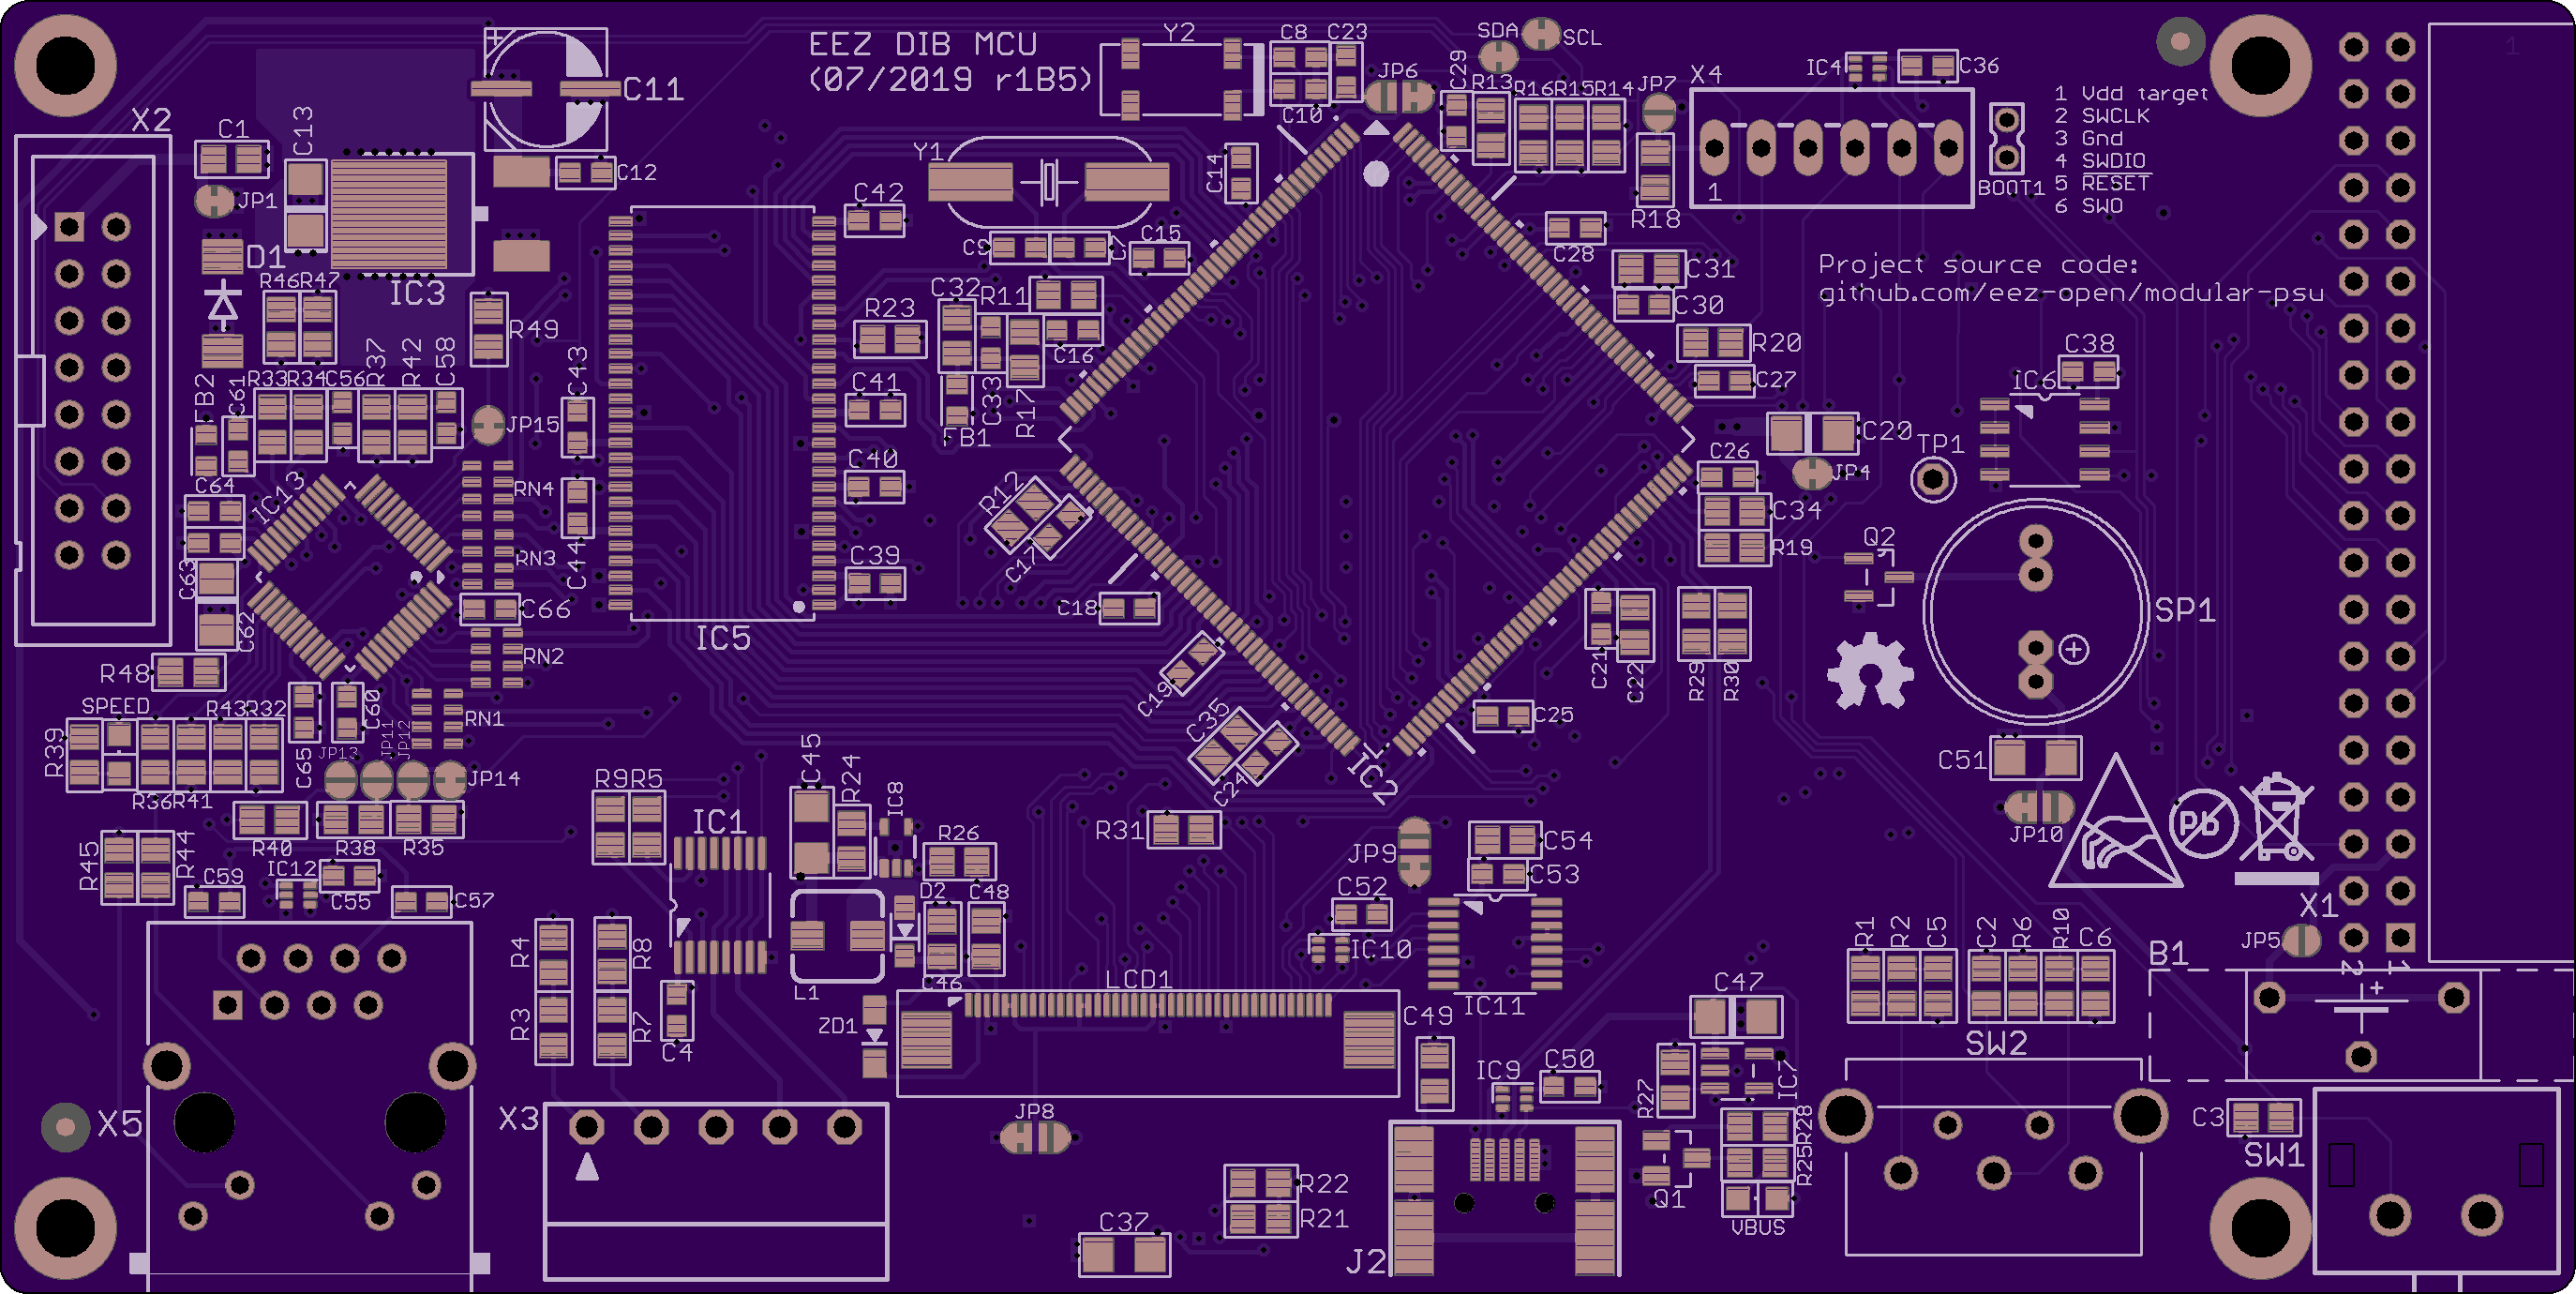 EEZ DIB MCU
(07/2019 r1B5)
Y2
C8
C23
C10
SDA
SCL
JP6
C29
R13
R16
R15
R14
JP7
X4
IC4
C36
1
1 Vdd target
2 SWCLK
3 Gnd
4 SWDIO
5 RESET
6 SWO
BOOT1
1
X2
C1
C13
C11
C12
JP1
D1
IC3
R46
R47
R49
Y1
C14
C42
C9
C7
C15
R18
C28
C31
C30
Project source code:
github.com/eez-open/modular-psu
R23
C32
R11
C16
R20
C27
C38
IC6
FB2
C61
R33
R34
C56
R37
R42
C58
JP15
C43
C41
C33
R17
FB1
C20
TP1
C26
JP4
C64
IC13
RN4
C40
R12
C17
C34
R19
Q2
C63
RN3
C44
C39
C66
C62
C18
IC5
SP1
R48
RN2
C19
C21
C22
R29
R30
SPEED
R43
R32
C60
RN1
C35
C25
R39
R36
R41
C65
JP13
JP11
JP12
JP14
C24
IC2
C51
JP10
Pb
R9
R5
IC1
C45
R24
IC8
R31
JP9
C54
C53
R45
R44
R40
R38
R35
IC12
C59
C55
C57
R26
D2
C48
C52
IC10
IC11
X1
JP5
R4
R8
R3
R7
C4
L1
C46
ZD1
LCD1
C49
C47
R1
R2
C5
C2
R6
R10
C6
B1
2
1
SW2
IC9
C50
R27
IC7
R28
R25
VBUS
Q1
C3
SW1
X5
X3
JP8
R22
R21
C37
J2